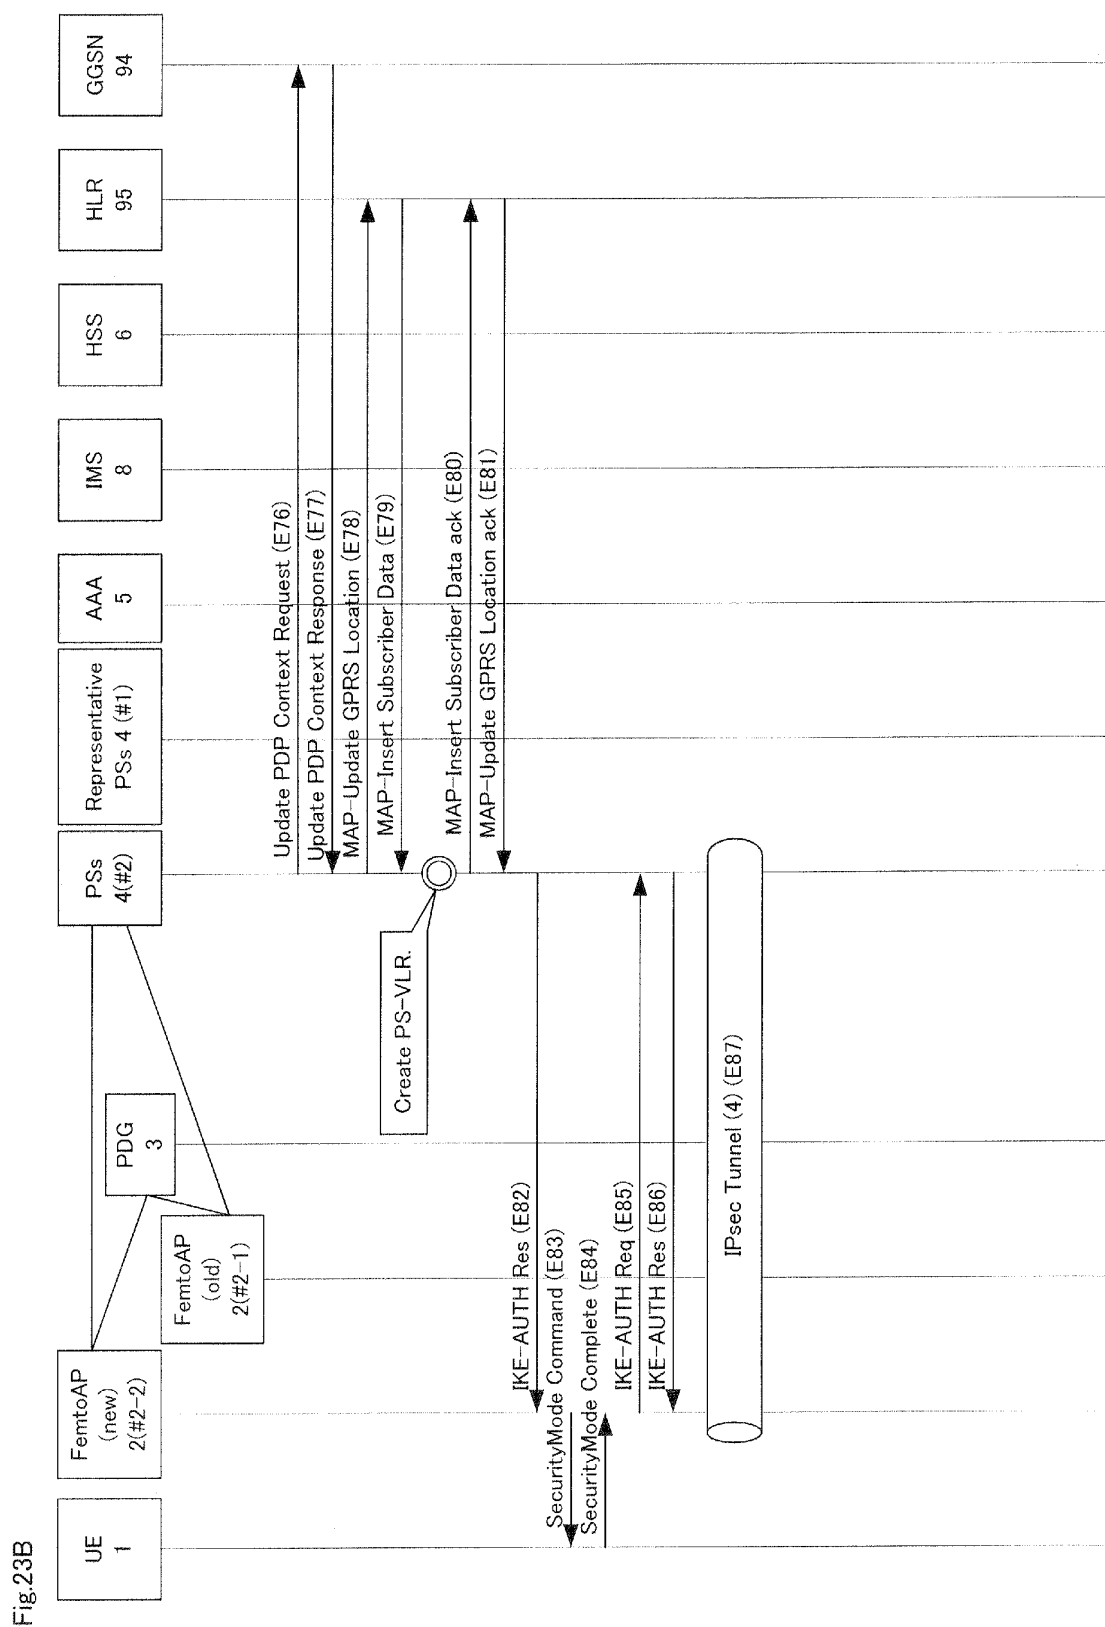 Fig.23B
UE
1
FemtoAP
(new)
2(#2-2)
FemtoAP
(old)
2(#2-1)
PDG
3
PSs
4(#2)
Representative
PSs 4 (#1)
AAA
5
IMS
8
HSS
6
HLR
95
GGSN
94
Update PDP Context Request (E76)
Update PDP Context Response (E77)
MAP-Update GPRS Location (E78)
MAP-Insert Subscriber Data (E79)
Create PS-VLR.
MAP-Insert Subscriber Data ack (E80)
MAP-Update GPRS Location ack (E81)
IKE-AUTH Res (E82)
SecurityMode Command (E83)
SecurityMode Complete (E84)
IKE-AUTH Req (E85)
IKE-AUTH Res (E86)
IPsec Tunnel (4) (E87)